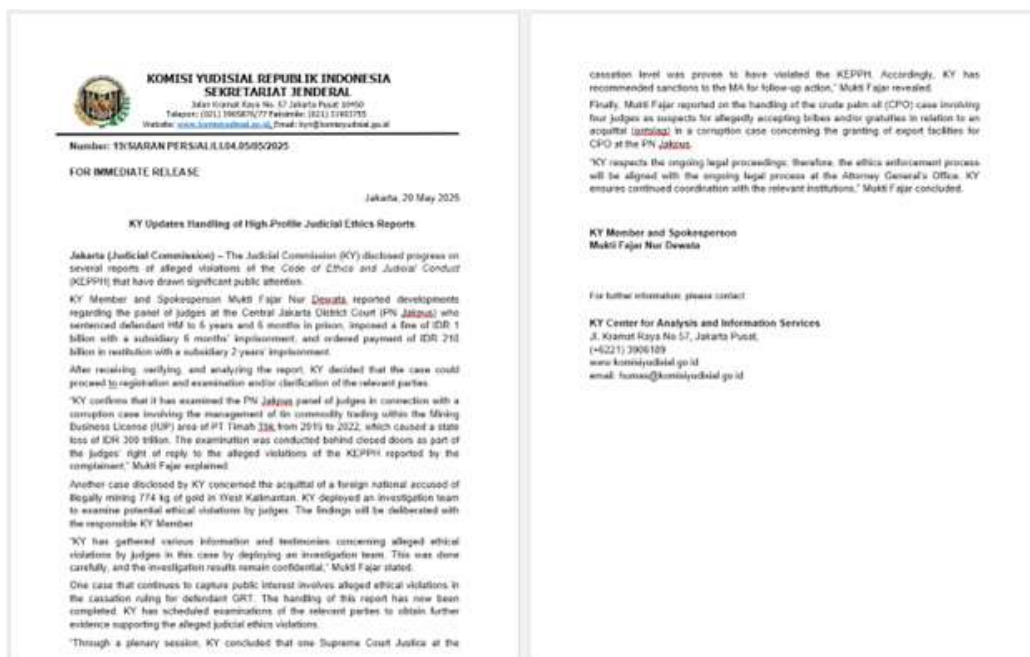 KOMISI YUDISIAL REPUBLIK INDONESIA
SEKRETARIAT JENDERAL
Jalan Kramat Raya No. 57 Jakarta Pusat 10450
Telepon: (021) 3905876/77 Faksimile: (021) 31903755
Website: www.komisiyudisial.go.id, Email: kyri@komisiyudisial.go.id
FOR IMMEDIATE RELEASE
Jakarta, 20 May 2025
KY Updates Handling of High-Profile Judicial Ethics Reports
Jakarta (Judicial Commission) – The Judicial Commission (KY) disclosed progress on
several reports of alleged violations of the Code of Ethics and Judicial Conduct
(KEPPH) that have drawn significant public attention.
KY Member and Spokesperson Mukti Fajar Nur Dewata reported developments
regarding the panel of judges at the Central Jakarta District Court (PN Jakpus) who
sentenced defendant HM to 6 years and 6 months in prison, imposed a fine of IDR 1
billion with a subsidiary 6 months' imprisonment, and ordered payment of IDR 210
billion in restitution with a subsidiary 2 years' imprisonment.
After receiving, verifying, and analyzing the report, KY decided that the case could
proceed to registration and examination and/or clarification of the relevant parties.
"KY confirms that it has examined the PN Jakpus panel of judges in connection with a
corruption case involving the management of tin commodity trading within the Mining
Business License (IUP) area of PT Timah Tbk from 2015 to 2022, which caused a state
loss of IDR 300 trillion. The examination was conducted behind closed doors as part of
the judges' right of reply to the alleged violations of the KEPPH reported by the
complainant," Mukti Fajar explained.
Another case disclosed by KY concerned the acquittal of a foreign national accused of
illegally mining 774 kg of gold in West Kalimantan. KY deployed an investigation team
to examine potential ethical violations by judges. The findings will be deliberated with
the responsible KY Member.
"KY has gathered various information and testimonies concerning alleged ethical
violations by judges in this case by deploying an investigation team. This was done
carefully, and the investigation results remain confidential," Mukti Fajar stated.
One case that continues to capture public interest involves alleged ethical violations in
the cassation ruling for defendant GRT. The handling of this report has now been
completed. KY has scheduled examinations of the relevant parties to obtain further
evidence supporting the alleged judicial ethics violations.
"Through a plenary session, KY concluded that one Supreme Court Justice at the
cassation level was proven to have violated the KEPPH. Accordingly, KY has
recommended sanctions to the MA for follow-up action," Mukti Fajar revealed.
Finally, Mukti Fajar reported on the handling of the crude palm oil (CPO) case involving
four judges as suspects for allegedly accepting bribes and/or gratuities in relation to an
acquittal (ontslag) in a corruption case concerning the granting of export facilities for
CPO at the PN Jakpus.
"KY respects the ongoing legal proceedings; therefore, the ethics enforcement process
will be aligned with the ongoing legal process at the Attorney General's Office. KY
ensures continued coordination with the relevant institutions," Mukti Fajar concluded.
KY Member and Spokesperson
Mukti Fajar Nur Dewata
For further information, please contact
KY Center for Analysis and Information Services
Jl. Kramat Raya No 57, Jakarta Pusat,
(+6221) 3906189
www.komisiyudisial.go.id
email: humas@komisiyudisial.go.id